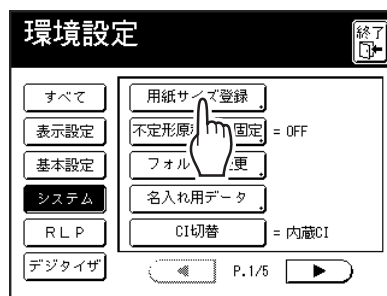 環境設定
終了
すべて
用紙サイズ登録
表示設定
不定形原 固定 = OFF
基本設定
フォル 更
システム
名入れ用データ
RLP
CI切替 = 内蔵CI
デジタイザ
P.1/5